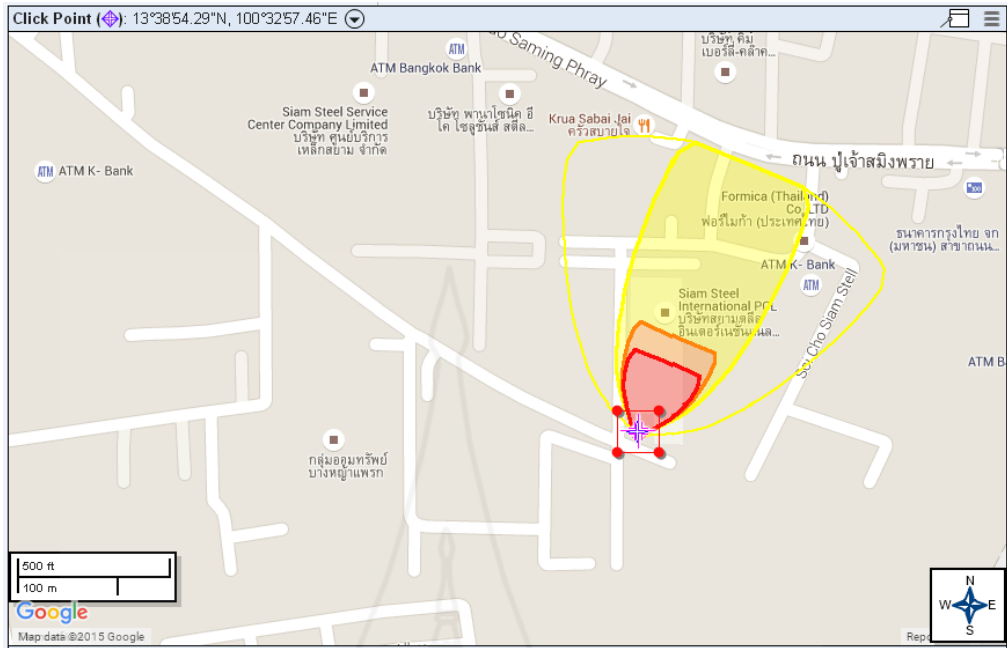 Click Point (): 13°38'54.29"N, 100°32'57.46"E
Saming Phray
ATM
ATM Bangkok Bank
บริษัท คิม
เบอร์ลี่-คล๊าค...
Siam Steel Service
Center Company Limited
บริษัท ศูนย์บริการ
เหล็กสยาม จำกัด
บริษัท พานาโซนิค อี
โค โซลูชันส์ สตีล...
Krua Sabai Jai
ครัวสบายใจ
ถนน ปู่เจ้าสมิงพราย
ATM ATM K- Bank
Formica (Thailand)
Co. LTD
ฟอร์ไมก้า (ประเทศไทย)
ธนาคารกรุงไทย จก
(มหาชน) สาขาถนน...
ATM K- Bank
ATM
Siam Steel
International PCL
บริษัทสยามสตีล
อินเตอร์เนชั่นแนล...
Soi Cho Siam Stell
ATM B
กลุ่มออมทรัพย์
บางหญ้าแพรก
500 ft
100 m
Google
Map data ©2015 Google
Rep
N
W E
S